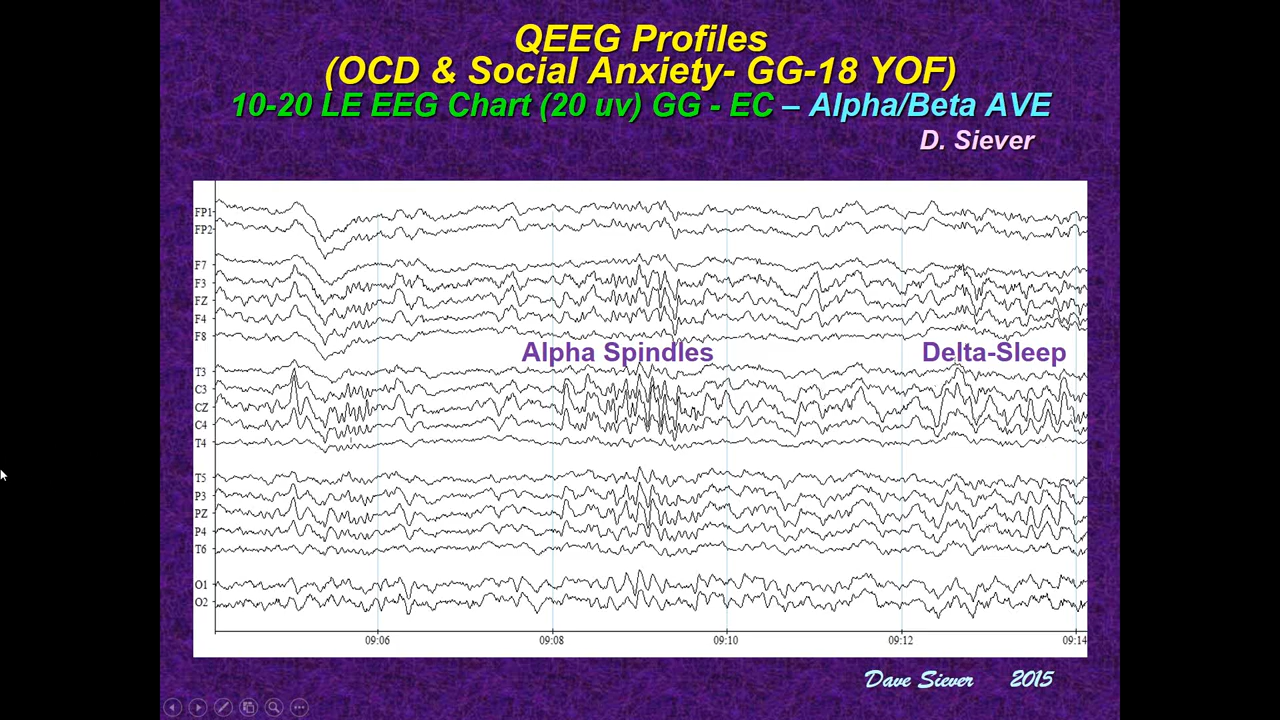 QEEG Profiles
(OCD & Social Anxiety- GG-18 YOF)
10-20 LE EEG Chart (20 uv) GG - EC – Alpha/Beta AVE
D. Siever
FP1
FP2
F7
F3
FZ
F4
F8
Alpha Spindles
Delta-Sleep
T3
C3
CZ
C4
T4
T5
P3
PZ
P4
T6
O1
O2
09:06 09:08 09:10 09:12 09:14
Dave Siever 2015